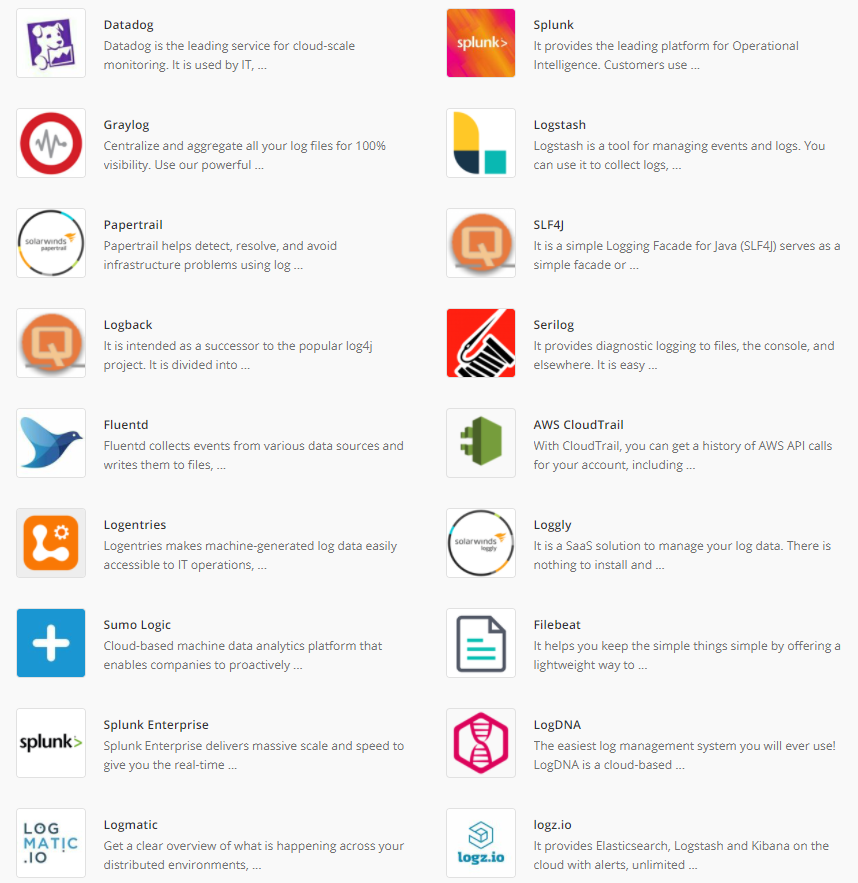 Datadog
Datadog is the leading service for cloud-scale
monitoring. It is used by IT, ...
splunk>
Splunk
It provides the leading platform for Operational
Intelligence. Customers use ...
Graylog
Centralize and aggregate all your log files for 100%
visibility. Use our powerful ...
Logstash
Logstash is a tool for managing events and logs. You
can use it to collect logs, ...
solarwinds
papertrail
Papertrail
Papertrail helps detect, resolve, and avoid
infrastructure problems using log ...
SLF4J
It is a simple Logging Facade for Java (SLF4J) serves as a
simple facade or ...
Logback
It is intended as a successor to the popular log4j
project. It is divided into ...
Serilog
It provides diagnostic logging to files, the console, and
elsewhere. It is easy ...
Fluentd
Fluentd collects events from various data sources and
writes them to files, ...
AWS CloudTrail
With CloudTrail, you can get a history of AWS API calls
for your account, including ...
Logentries
Logentries makes machine-generated log data easily
accessible to IT operations, ...
solarwinds
loggly
Loggly
It is a SaaS solution to manage your log data. There is
nothing to install and ...
Sumo Logic
Cloud-based machine data analytics platform that
enables companies to proactively ...
Filebeat
It helps you keep the simple things simple by offering a
lightweight way to ...
splunk>
Splunk Enterprise
Splunk Enterprise delivers massive scale and speed to
give you the real-time ...
LogDNA
The easiest log management system you will ever use!
LogDNA is a cloud-based ...
LOG
MATIC
.IO
Logmatic
Get a clear overview of what is happening across your
distributed environments, ...
logz.io
logz.io
It provides Elasticsearch, Logstash and Kibana on the
cloud with alerts, unlimited ...